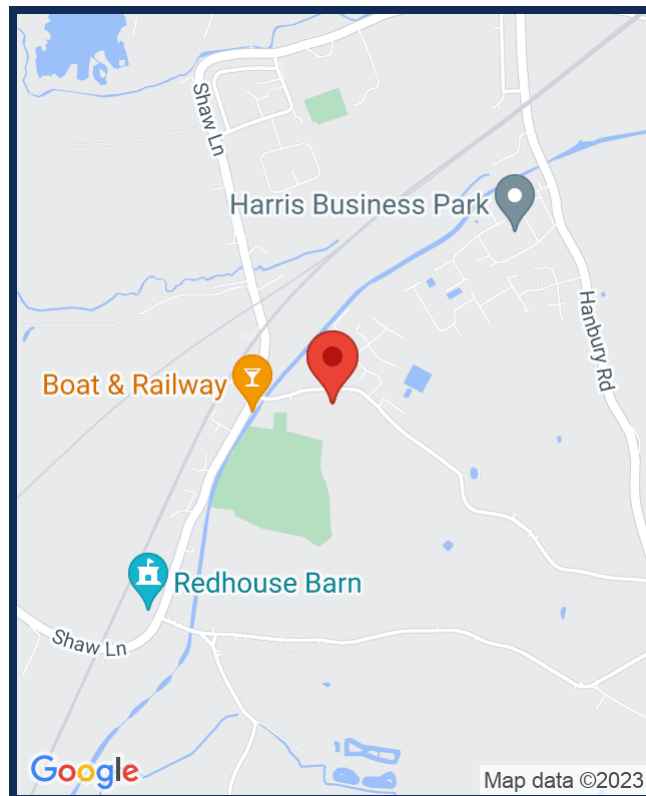 Shaw Ln
Harris Business Park
Hanbury Rd
Boat & Railway
Redhouse Barn
Shaw Ln
Google
Map data ©2023